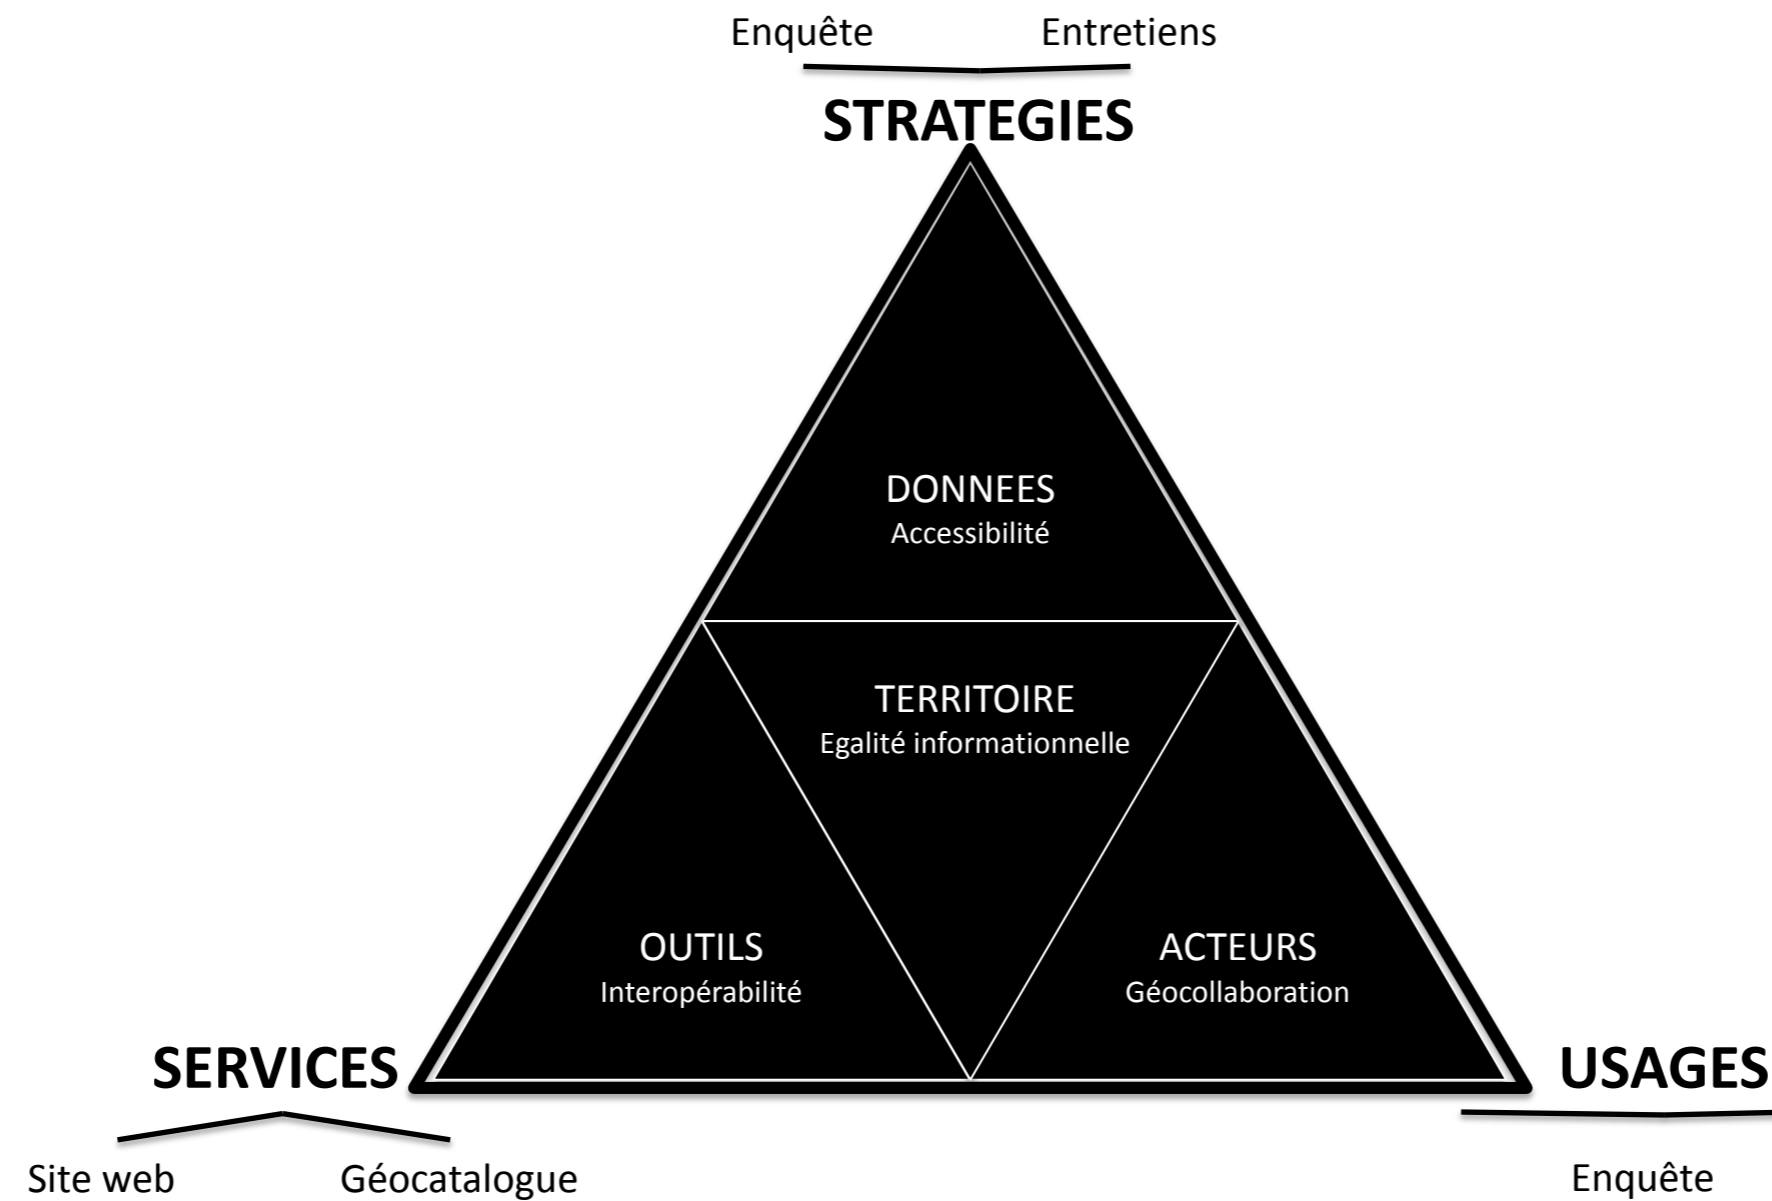 Enquête Entretiens
STRATEGIES
DONNEES
Accessibilité
TERRITOIRE
Egalité informationnelle
OUTILS
Interopérabilité
ACTEURS
Géocollaboration
SERVICES
USAGES
Site web Géocatalogue
Enquête